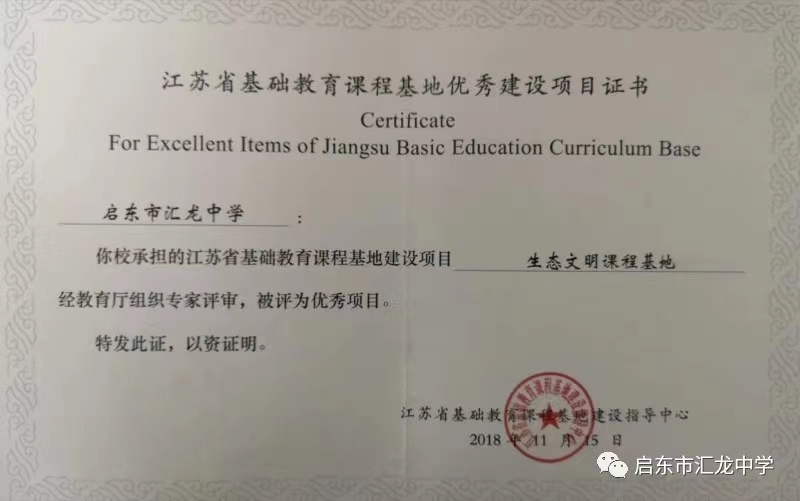 江苏省基础教育课程基地优秀建设项目证书
Certificate
For Excellent Items of Jiangsu Basic Education Curriculum Base
启东市汇龙中学：
你校承担的江苏省基础教育课程基地建设项目 生态文明课程基地
经教育厅组织专家评审，被评为优秀项目。
特发此证，以资证明。
江苏省基础教育课程基地建设指导中心
2018 年 11 月 15 日
启东市汇龙中学